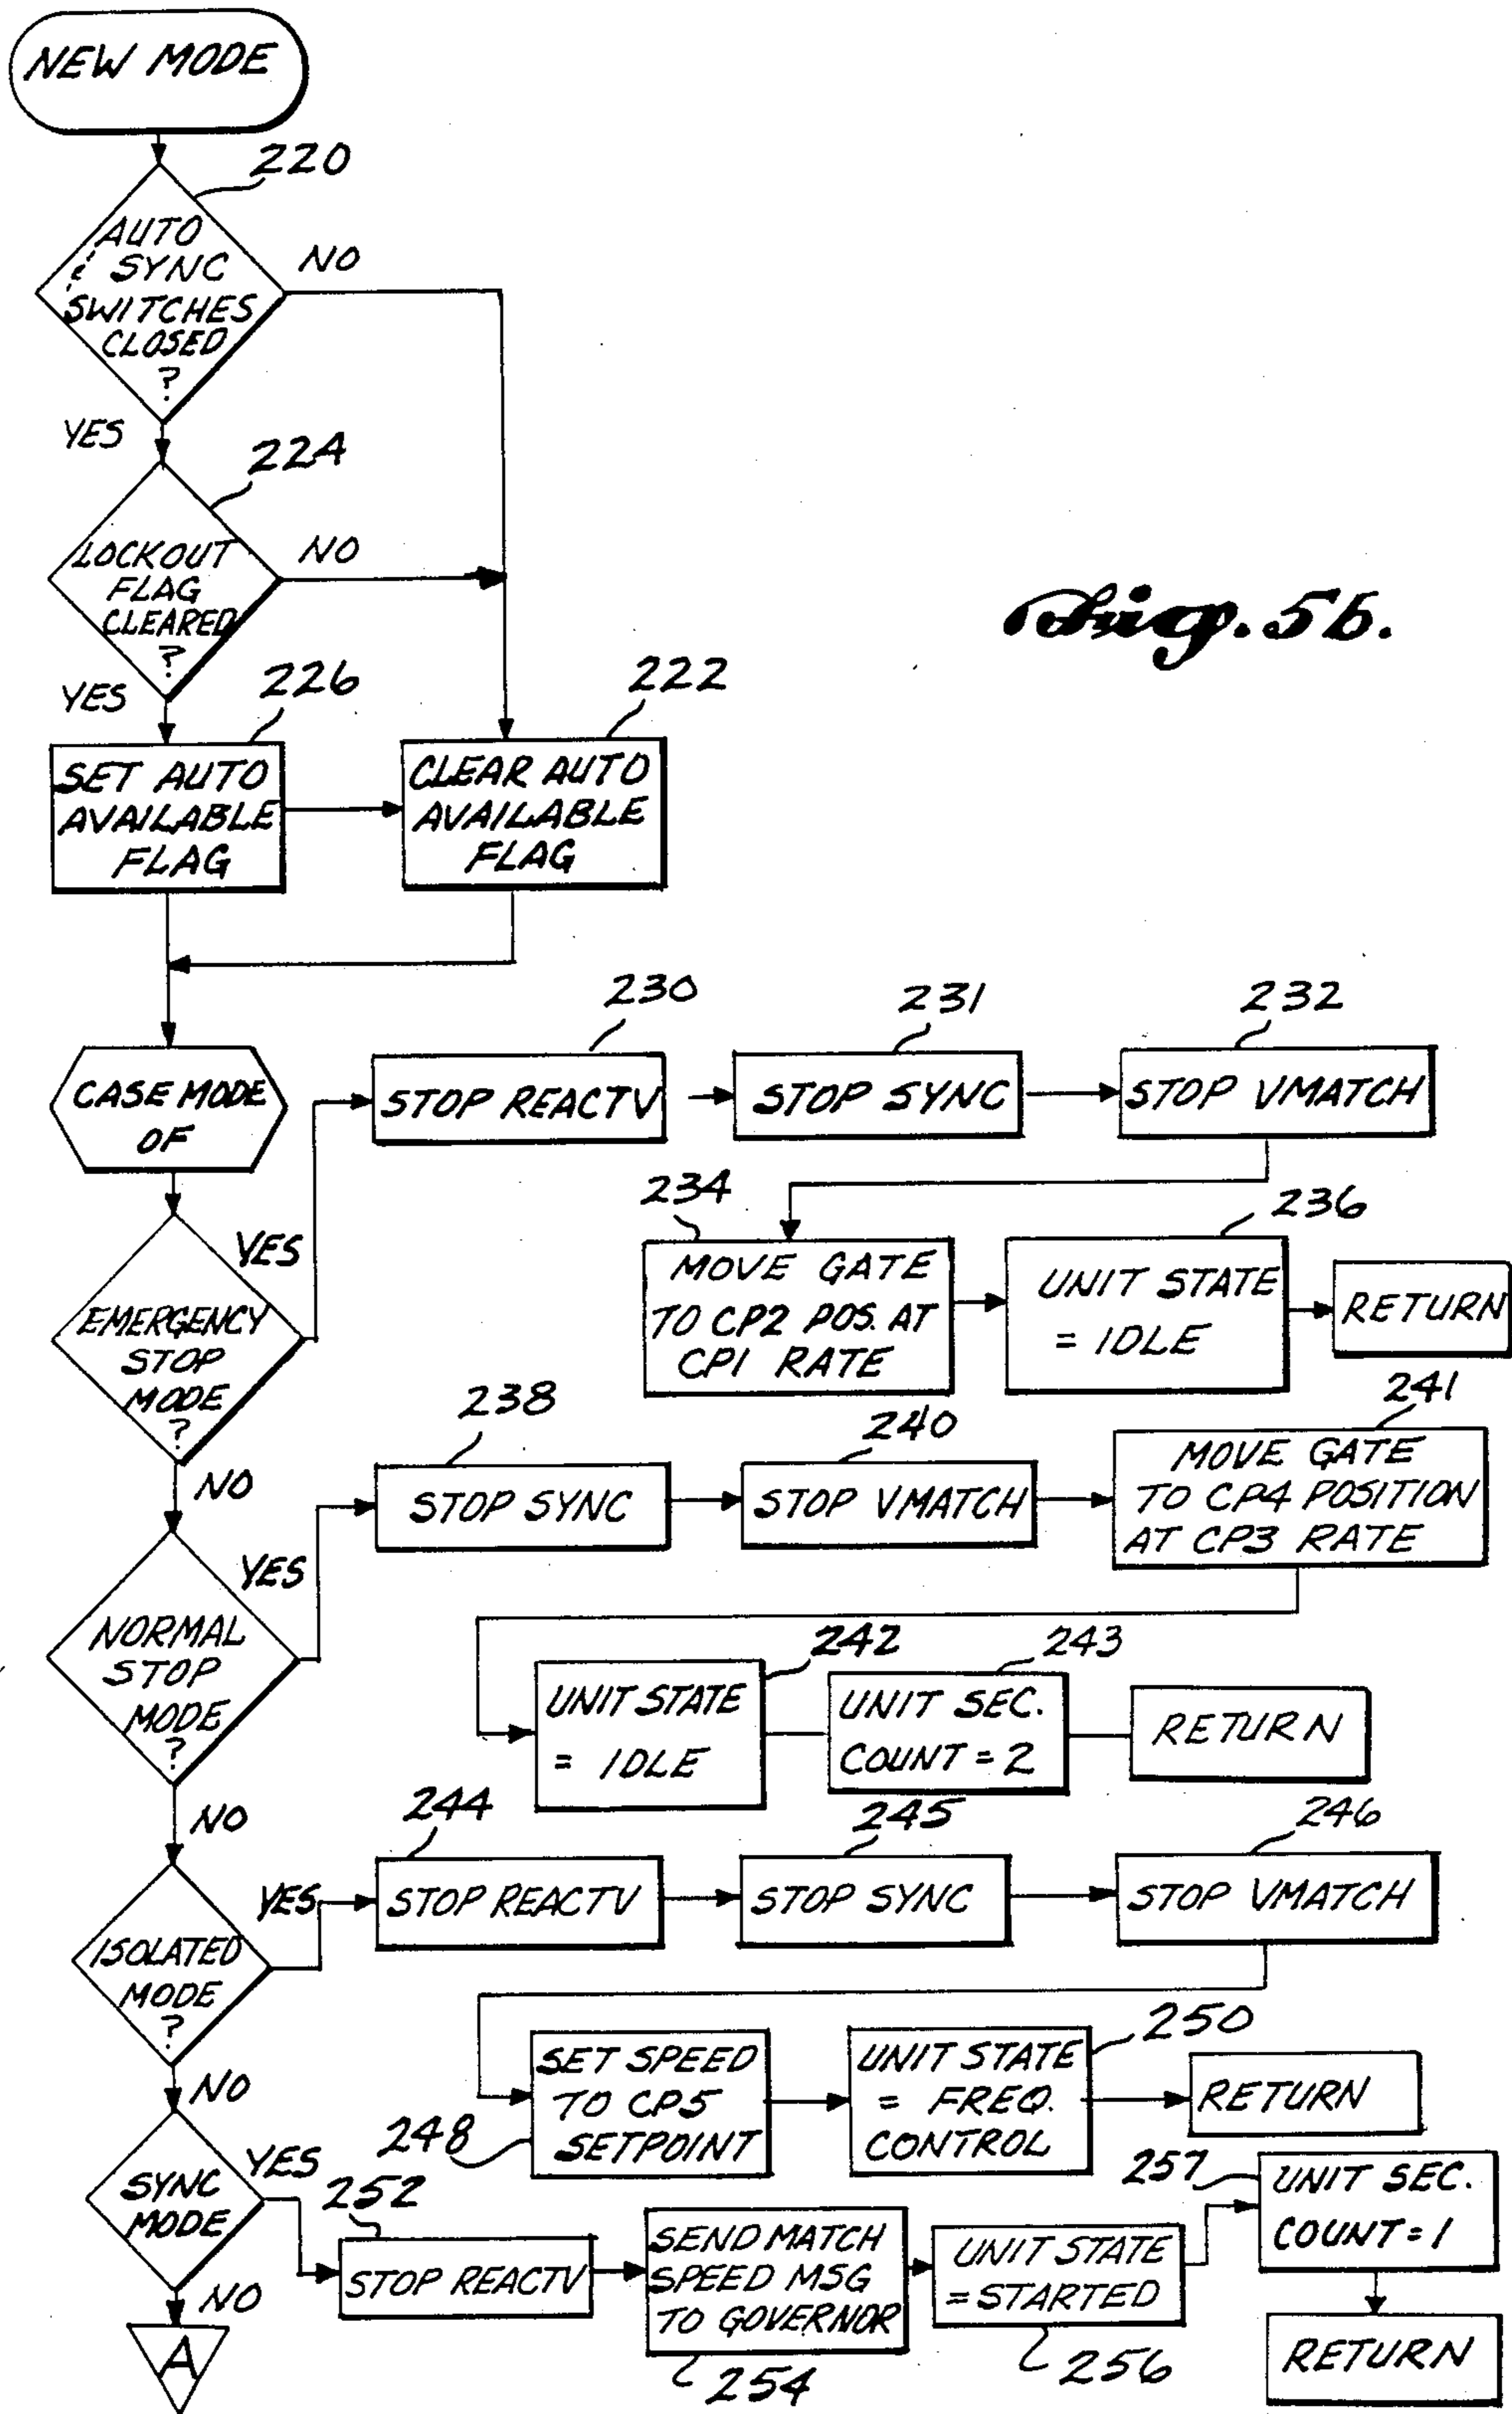 NEW MODE
220
AUTO
& SYNC
SWITCHES
CLOSED
?
NO
YES
224
LOCKOUT
FLAG
CLEARED
?
NO
YES
Fig. 5b.
226
SET AUTO
AVAILABLE
FLAG
222
CLEAR AUTO
AVAILABLE
FLAG
CASE MODE
OF
230
STOP REACTV
231
STOP SYNC
232
STOP VMATCH
EMERGENCY
STOP
MODE
?
YES
NO
234
MOVE GATE
TO CP2 POS. AT
CP1 RATE
236
UNIT STATE
= IDLE
RETURN
238
STOP SYNC
240
STOP VMATCH
241
MOVE GATE
TO CP4 POSITION
AT CP3 RATE
NORMAL
STOP
MODE
?
YES
NO
242
UNIT STATE
= IDLE
243
UNIT SEC.
COUNT = 2
RETURN
244
STOP REACTV
245
STOP SYNC
246
STOP VMATCH
ISOLATED
MODE
?
YES
NO
248
SET SPEED
TO CP5
SETPOINT
250
UNIT STATE
= FREQ.
CONTROL
RETURN
SYNC
MODE
YES
NO
252
STOP REACTV
SEND MATCH
SPEED MSG
TO GOVERNOR
254
UNIT STATE
= STARTED
256
257
UNIT SEC.
COUNT = 1
RETURN
A